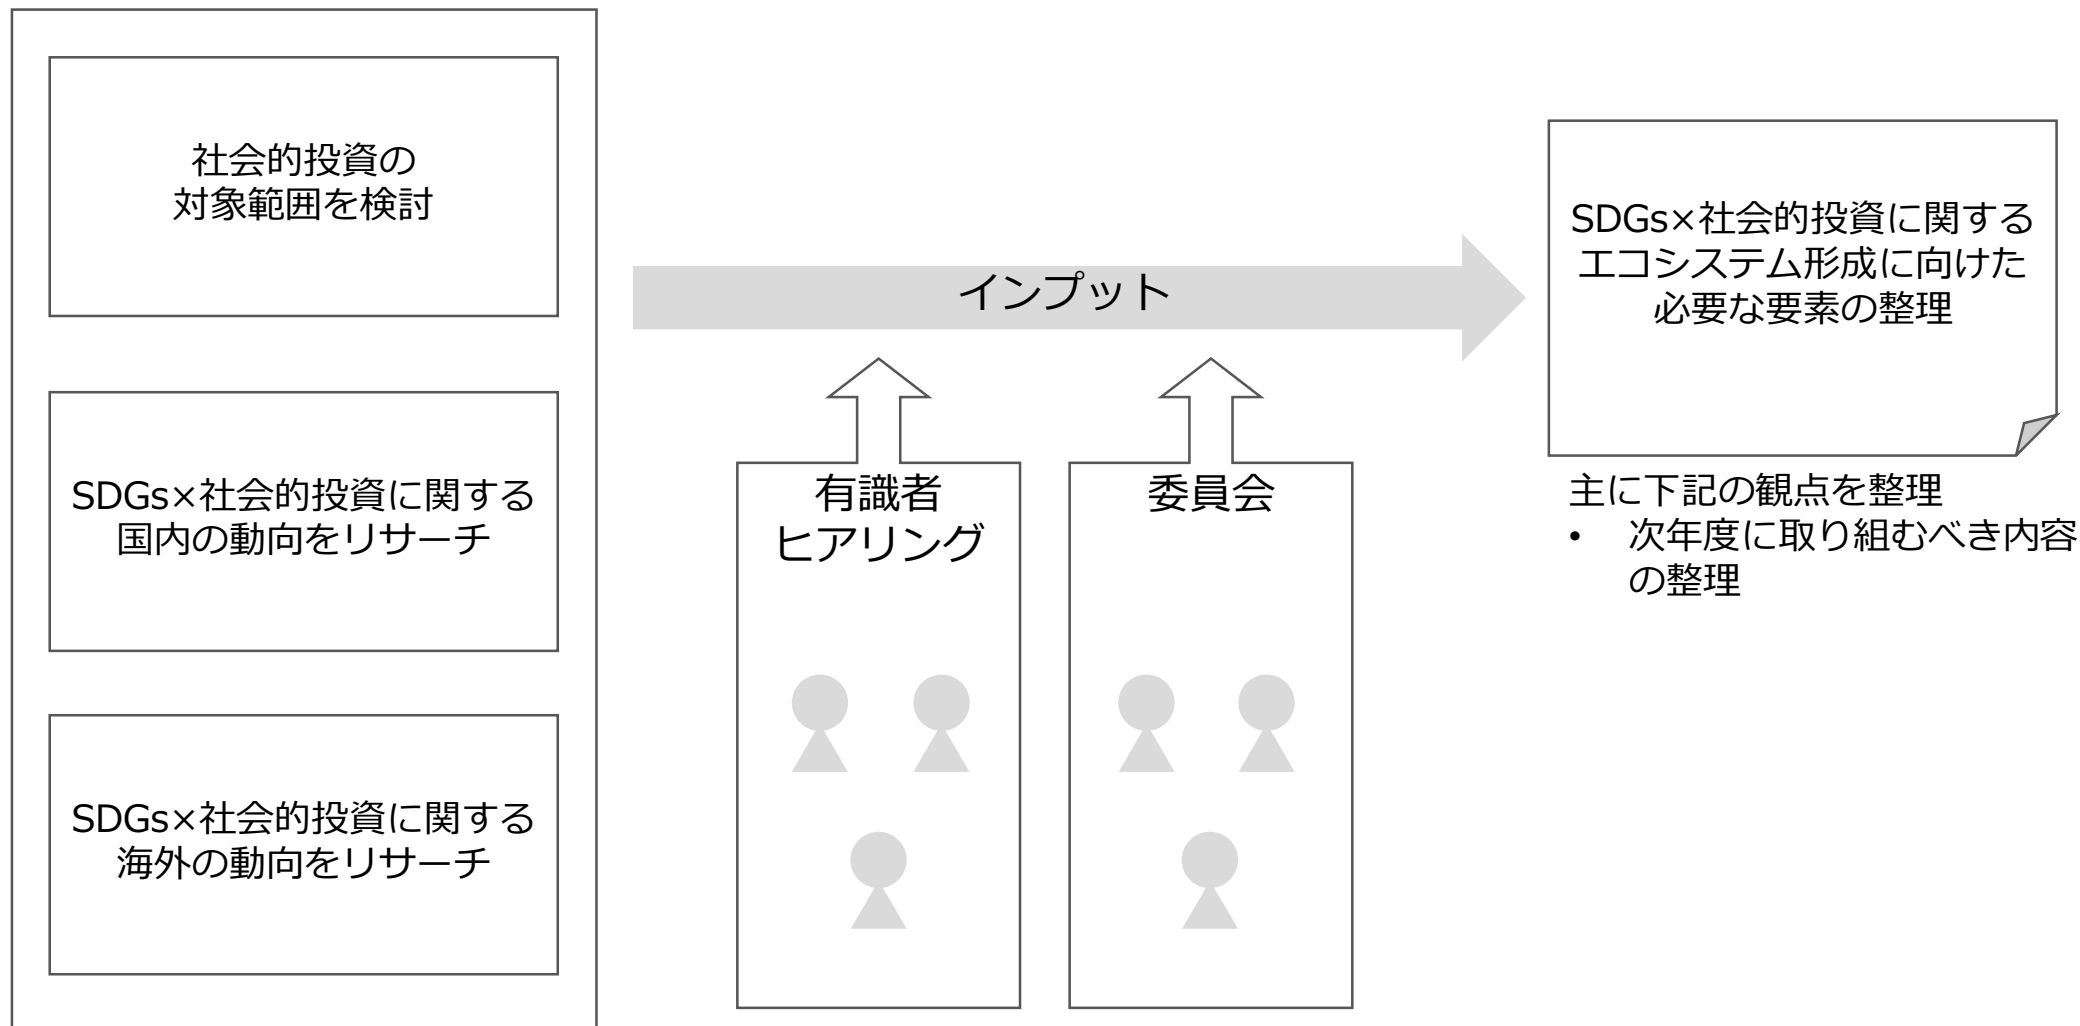 社会的投資の
対象範囲を検討
SDGs×社会的投資に関する
国内の動向をリサーチ
SDGs×社会的投資に関する
海外の動向をリサーチ
インプット
有識者
ヒアリング
委員会
SDGs×社会的投資に関する
エコシステム形成に向けた
必要な要素の整理
主に下記の観点を整理
• 次年度に取り組むべき内容
の整理